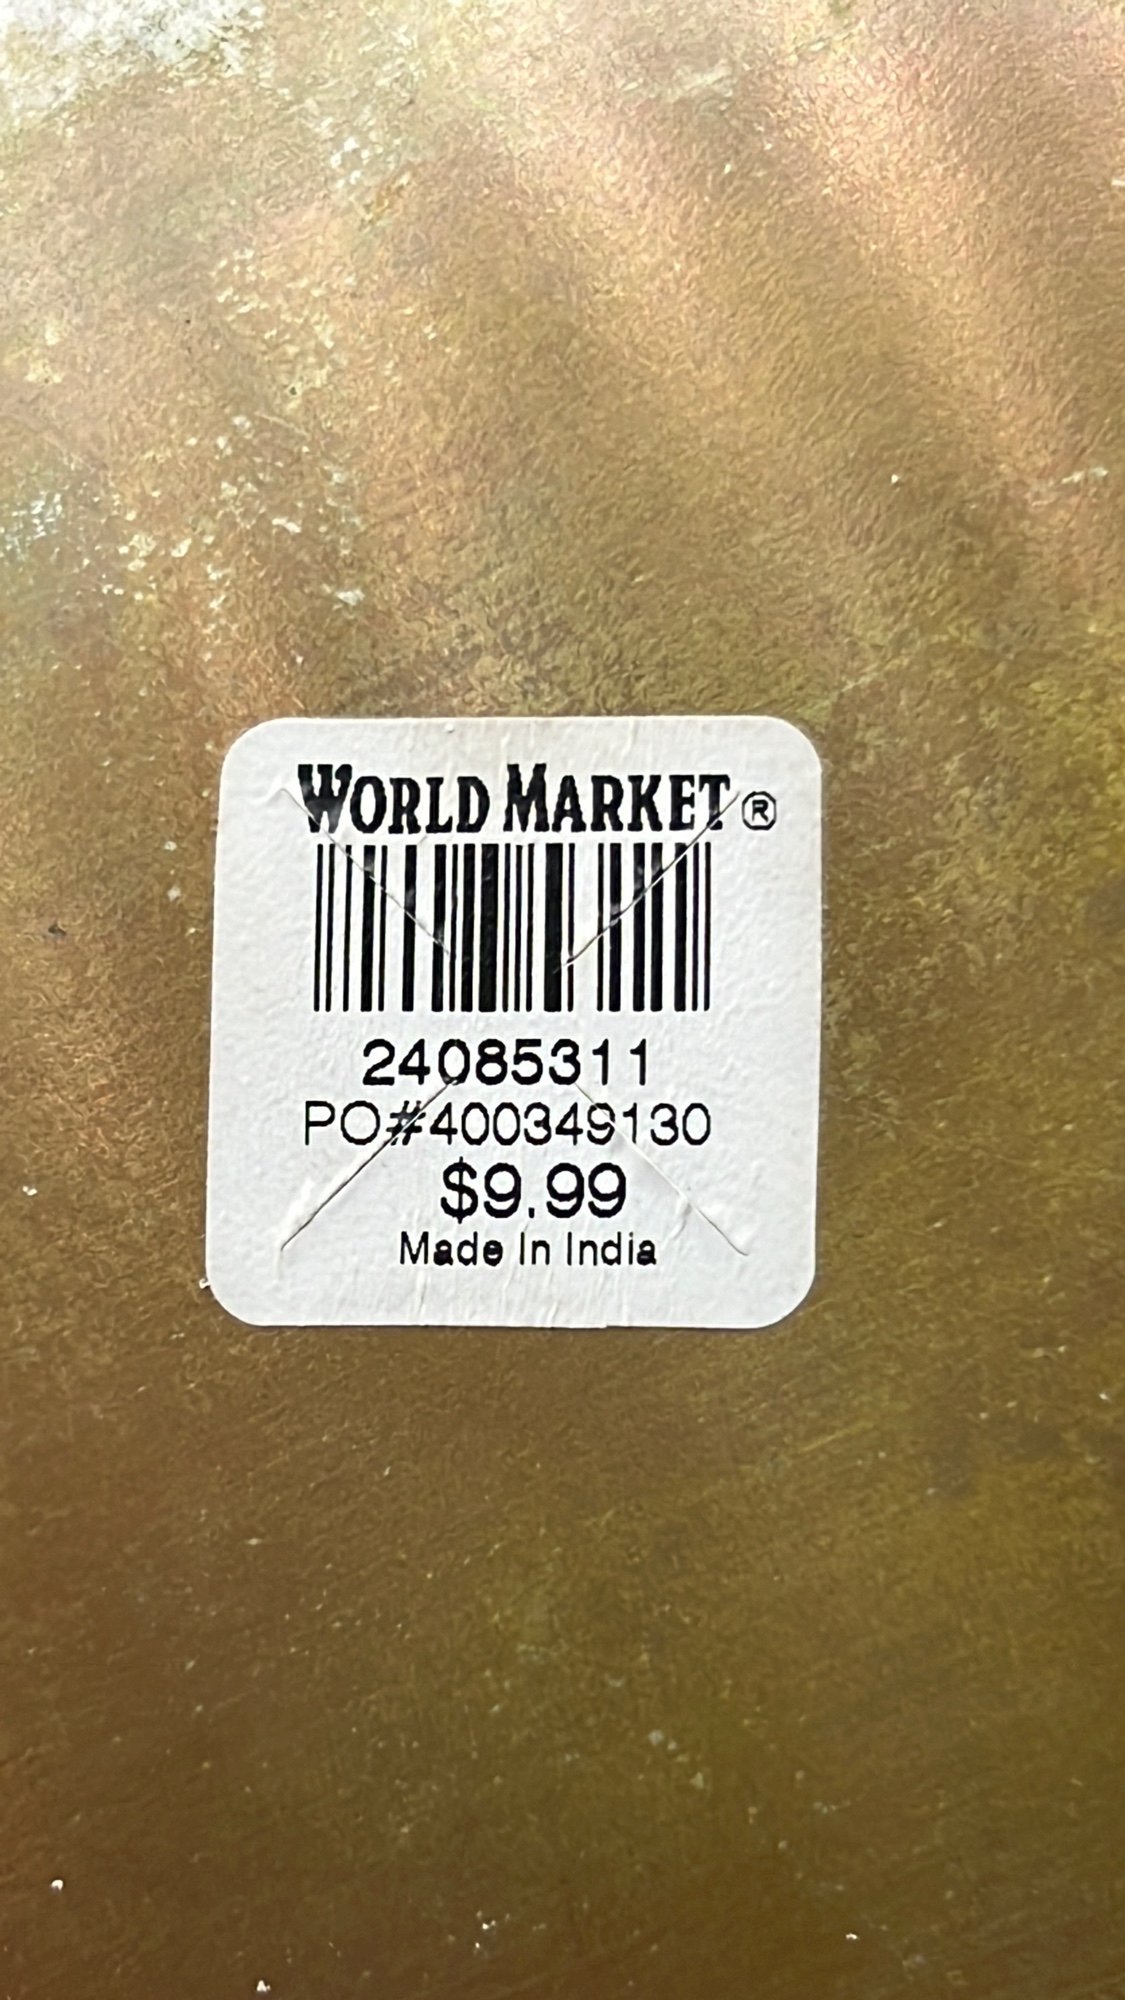 WORLD MARKET®
24085311
PO#400349130
$9.99
Made In India